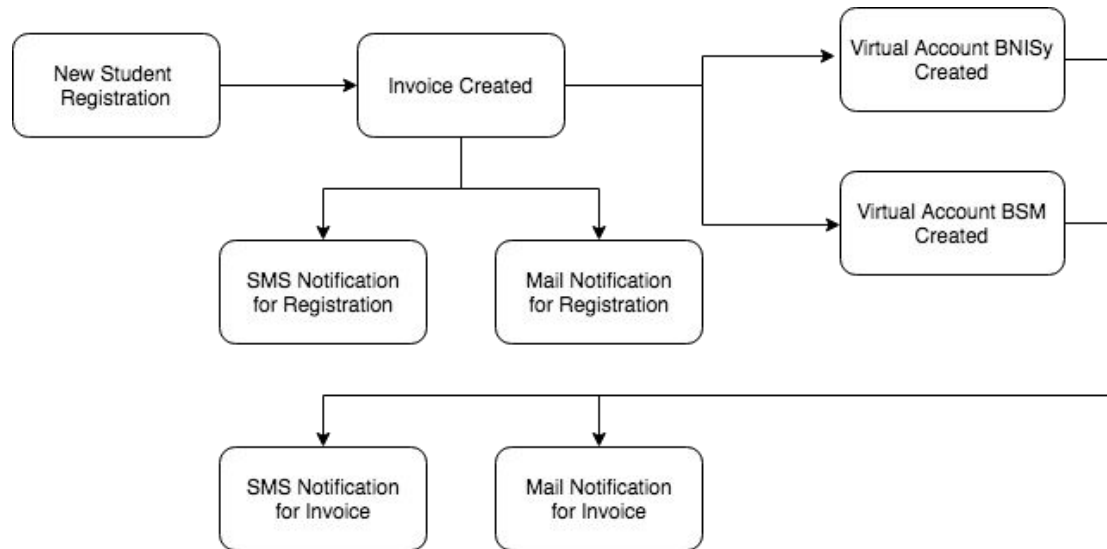 New Student
Registration
Invoice Created
Virtual Account BNISy
Created
Virtual Account BSM
Created
SMS Notification
for Registration
Mail Notification
for Registration
SMS Notification
for Invoice
Mail Notification
for Invoice